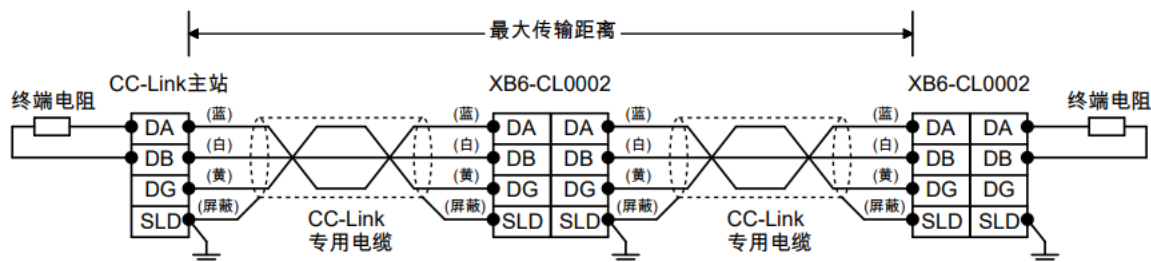 最大传输距离
CC-Link主站
XB6-CL0002
XB6-CL0002
终端电阻
终端电阻
DA (蓝) (蓝) DA DA (蓝) (蓝) DA DA
DB (白) (白) DB DB (白) (白) DB DB
DG (黄) (黄) DG DG (黄) (黄) DG DG
SLD (屏蔽) (屏蔽) SLD SLD (屏蔽) (屏蔽) SLD SLD
CC-Link
专用电缆
CC-Link
专用电缆